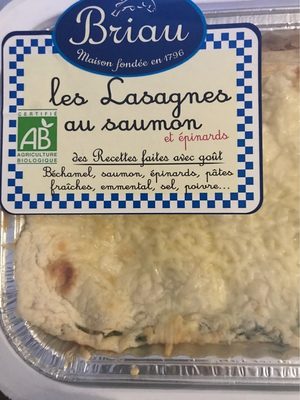 Briau
Maison fondée en 1796
les Lasagnes
au saumon
et épinards
CERTIFIÉ
AB
AGRICULTURE
BIOLOGIQUE
des Recettes faites avec goût
Béchamel, saumon, épinards, pâtes
fraîches, emmental, sel, poivre...